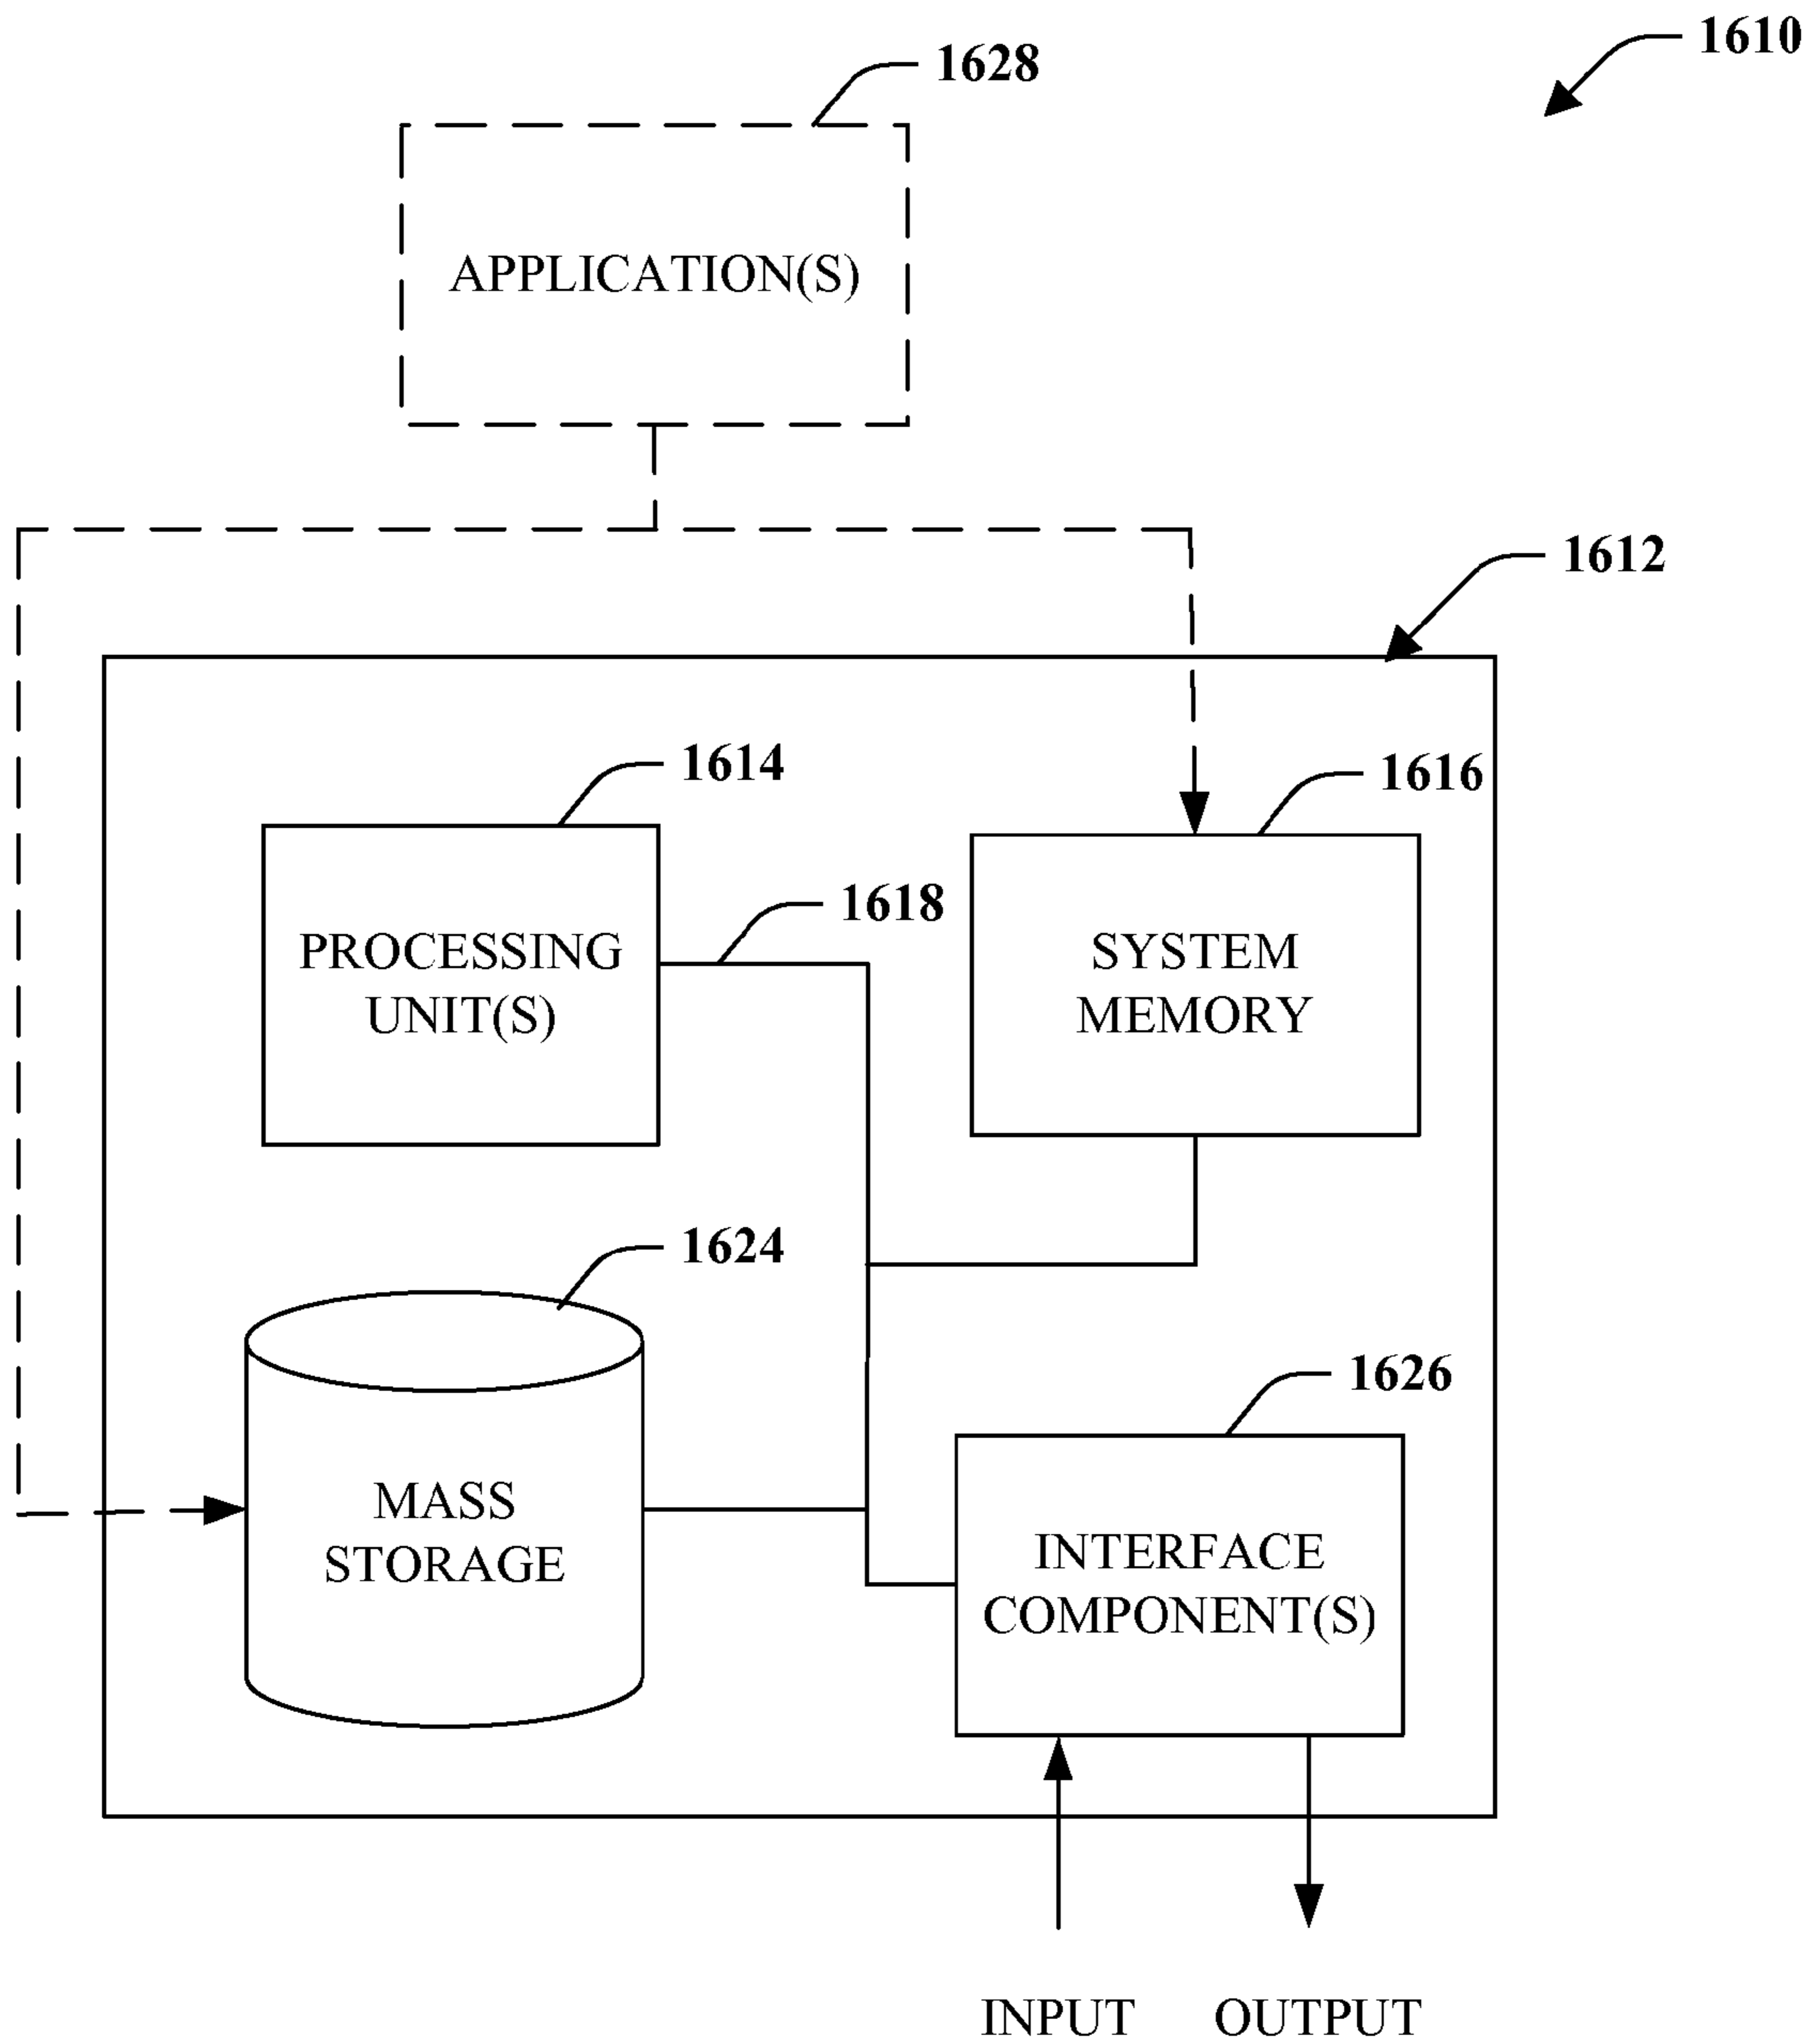 1610
1628
APPLICATION(S)
1612
1614
1616
1618
PROCESSING
UNIT(S)
SYSTEM
MEMORY
1624
1626
MASS
STORAGE
INTERFACE
COMPONENT(S)
INPUT
OUTPUT